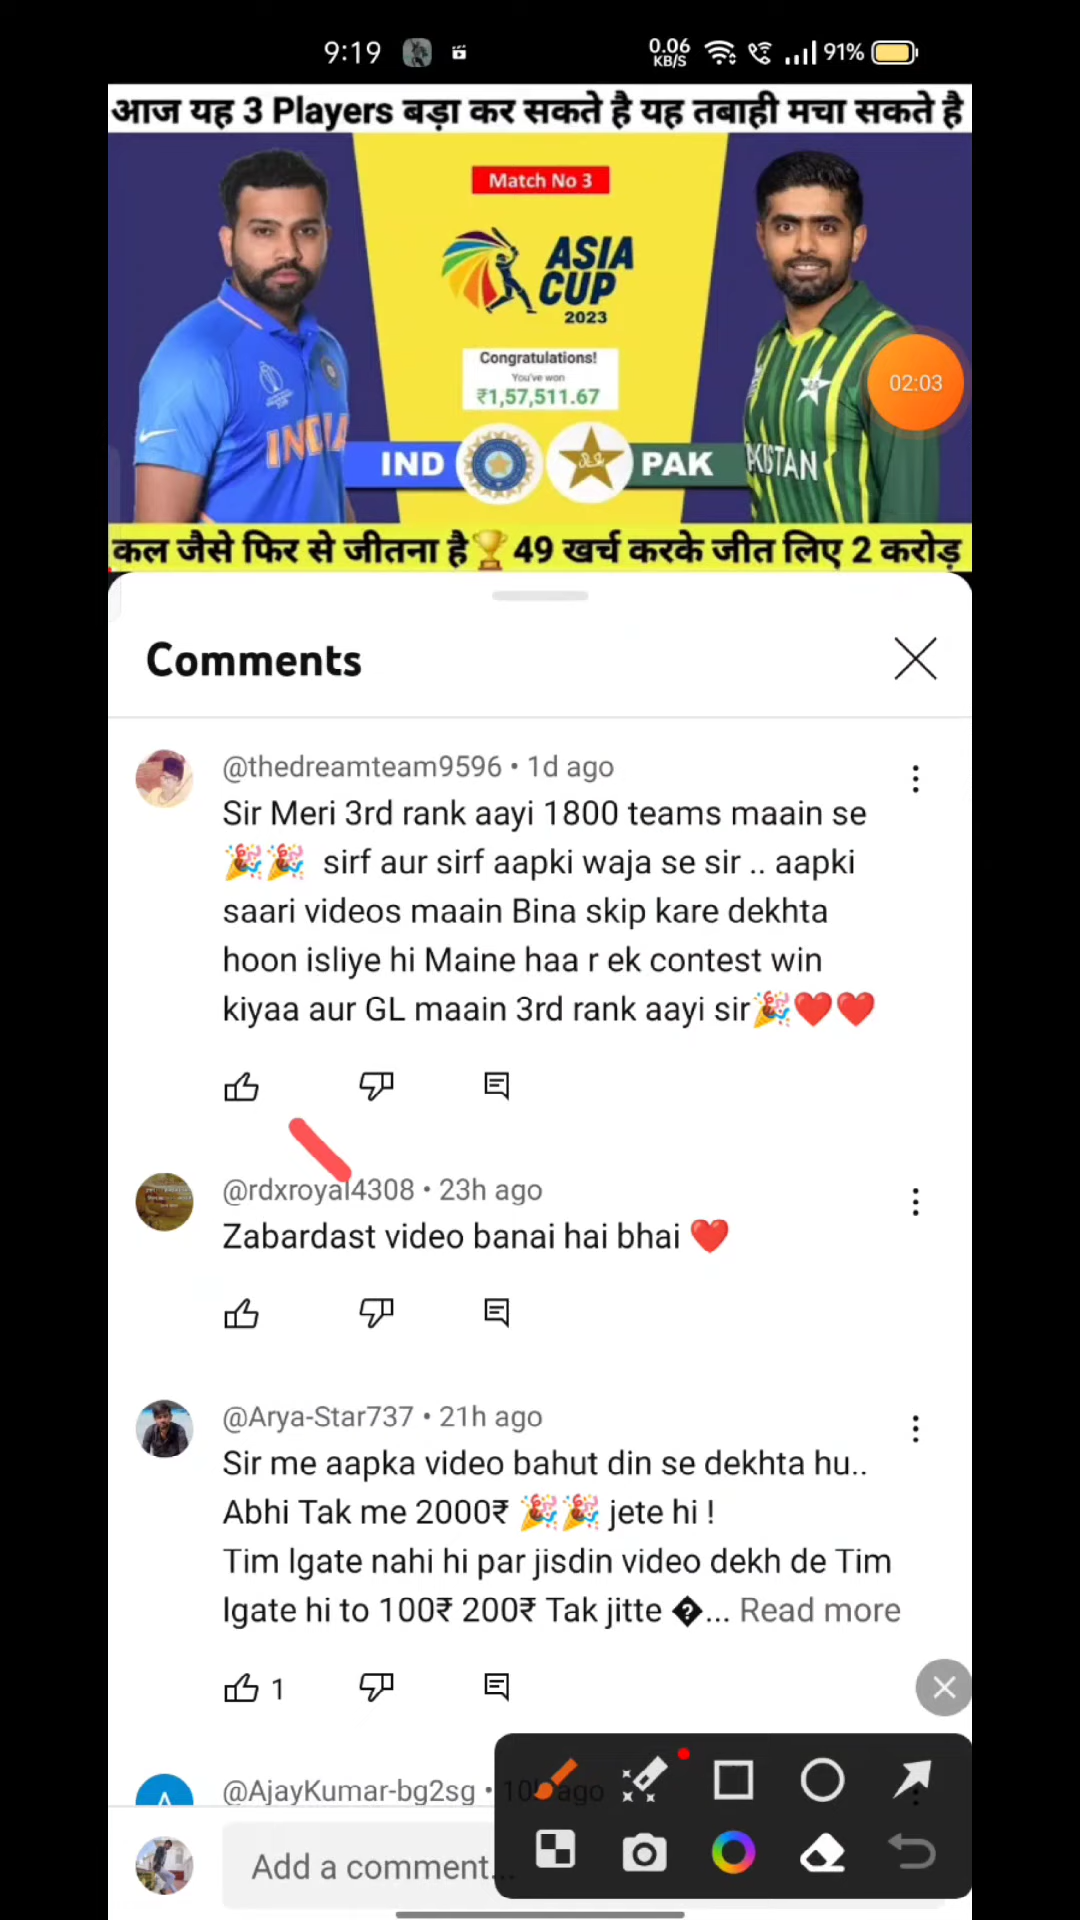 9:19
0.06 KB/S
91%
आज यह 3 Players बड़ा कर सकते है यह तबाही मचा सकते है
Match No 3
ASIA
CUP
2023
Congratulations!
You've won
₹1,57,511.67
02:03
INDIA
IND
PAK
KISTAN
कल जैसे फिर से जीतना है🏆49 खर्च करके जीत लिए 2 करोड़
Comments
@thedreamteam9596 • 1d ago
Sir Meri 3rd rank aayi 1800 teams maain se
🎉🎉 sirf aur sirf aapki waja se sir .. aapki
saari videos maain Bina skip kare dekhta
hoon isliye hi Maine haa r ek contest win
kiyaa aur GL maain 3rd rank aayi sir🎉❤️❤️
@rdxroyal4308 • 23h ago
Zabardast video banai hai bhai ❤️
@Arya-Star737 • 21h ago
Sir me aapka video bahut din se dekhta hu..
Abhi Tak me 2000₹ 🎉🎉 jete hi !
Tim lgate nahi hi par jisdin video dekh de Tim
lgate hi to 100₹ 200₹ Tak jitte �... Read more
1
A
@AjayKumar-bg2sg • 10h ago
Add a comment...